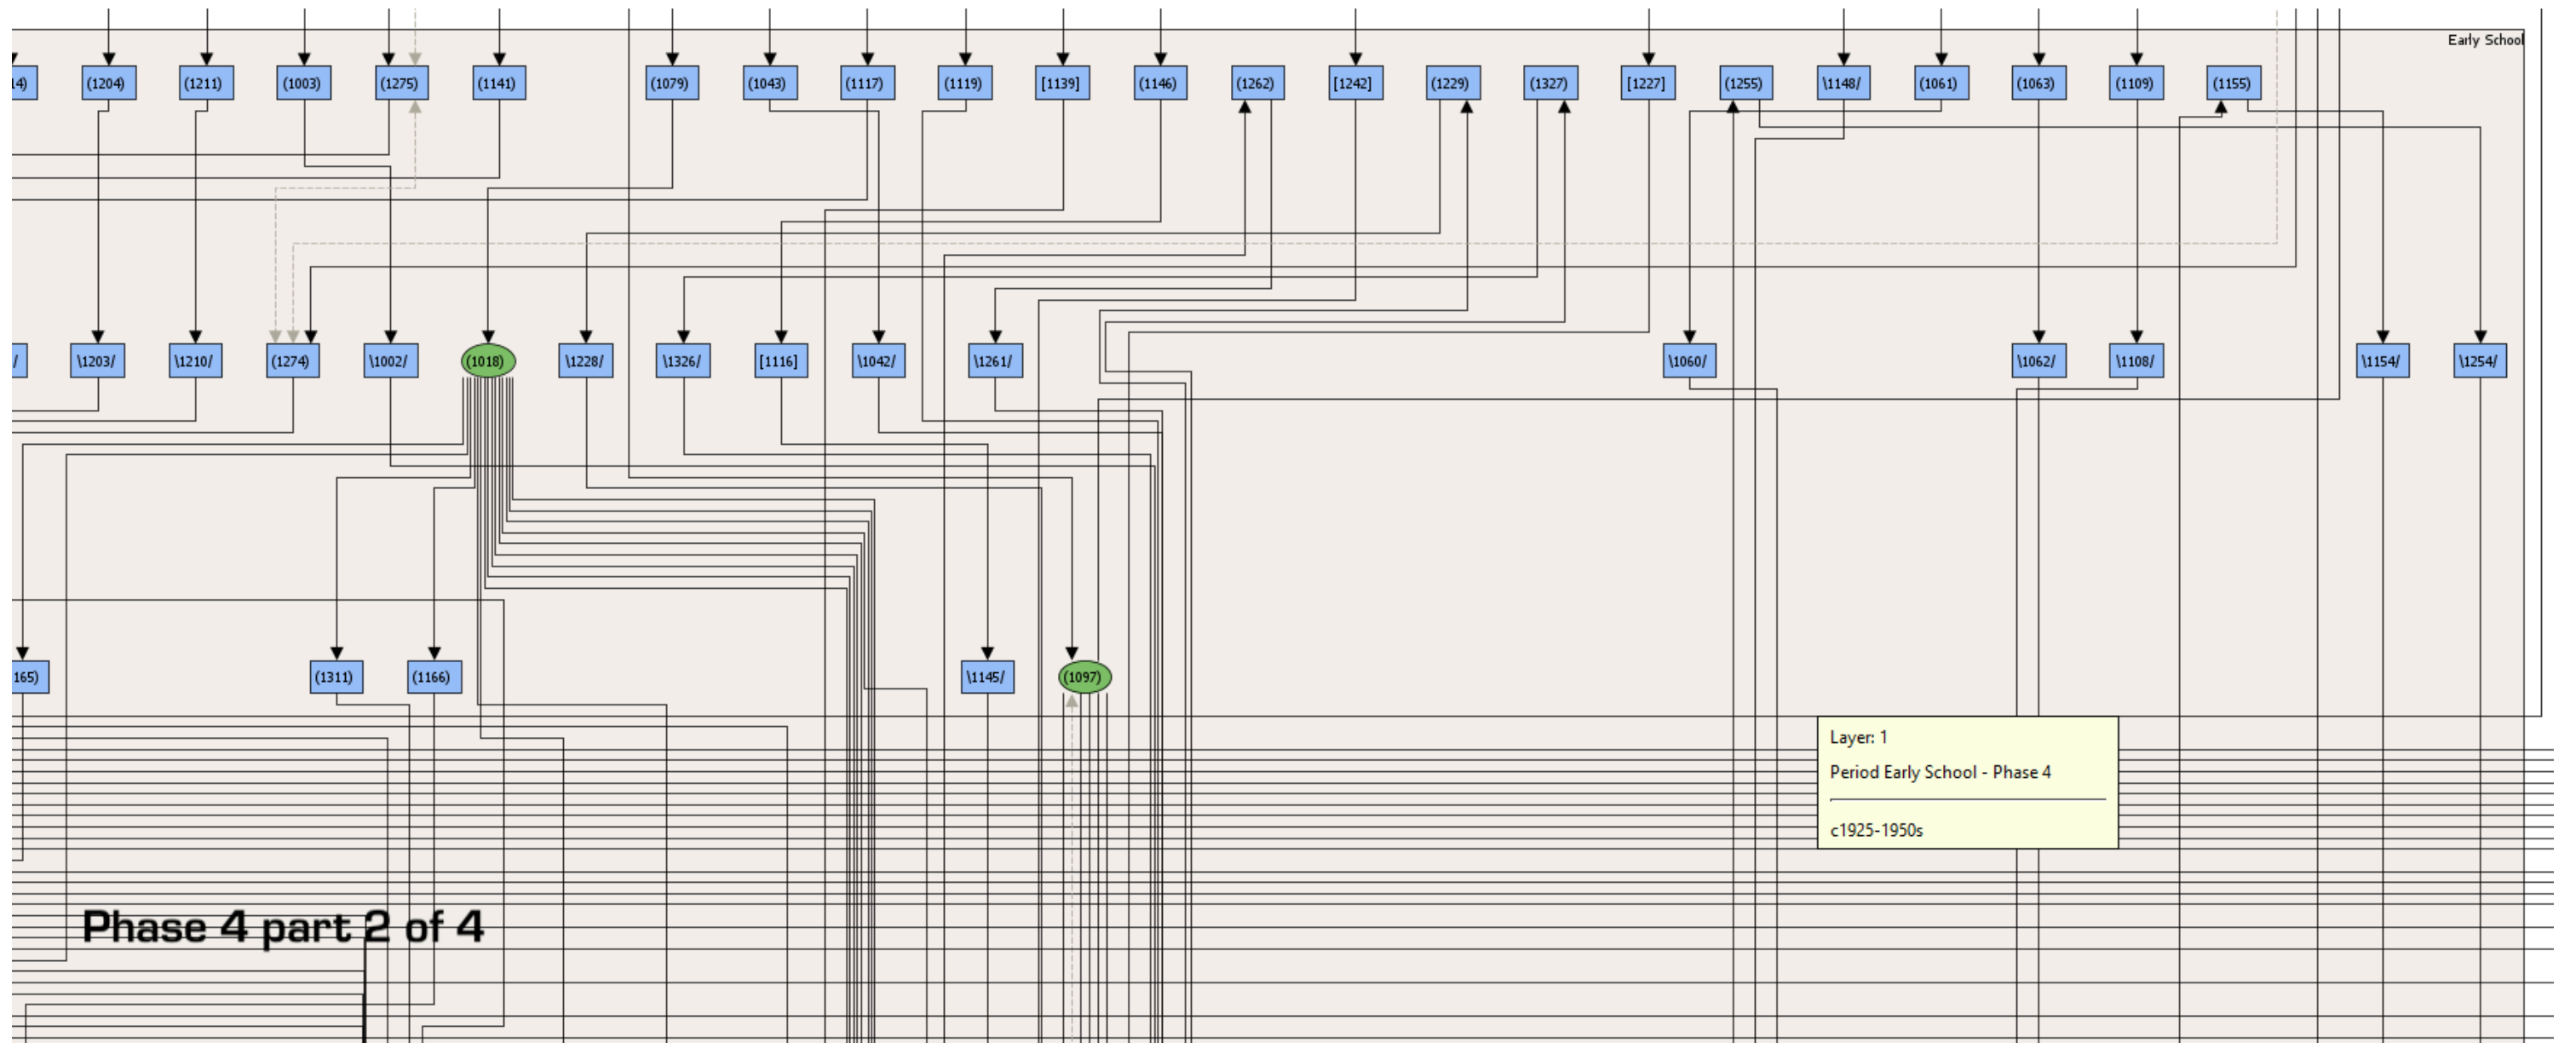 Early School
14) (1204) (1211) (1003) (1275) (1141) (1079) (1043) (1117) (1119) [1139] (1146) (1262) [1242] (1229) (1327) [1227] (1255) \1148/ (1061) (1063) (1109) (1155)
/ \1203/ \1210/ (1274) \1002/ (1018) \1228/ \1326/ [1116] \1042/ \1261/ \1060/ \1062/ \1108/ \1154/ \1254/
165) (1311) (1166) \1145/ (1097)
Layer: 1
Period Early School - Phase 4
c1925-1950s
Phase 4 part 2 of 4